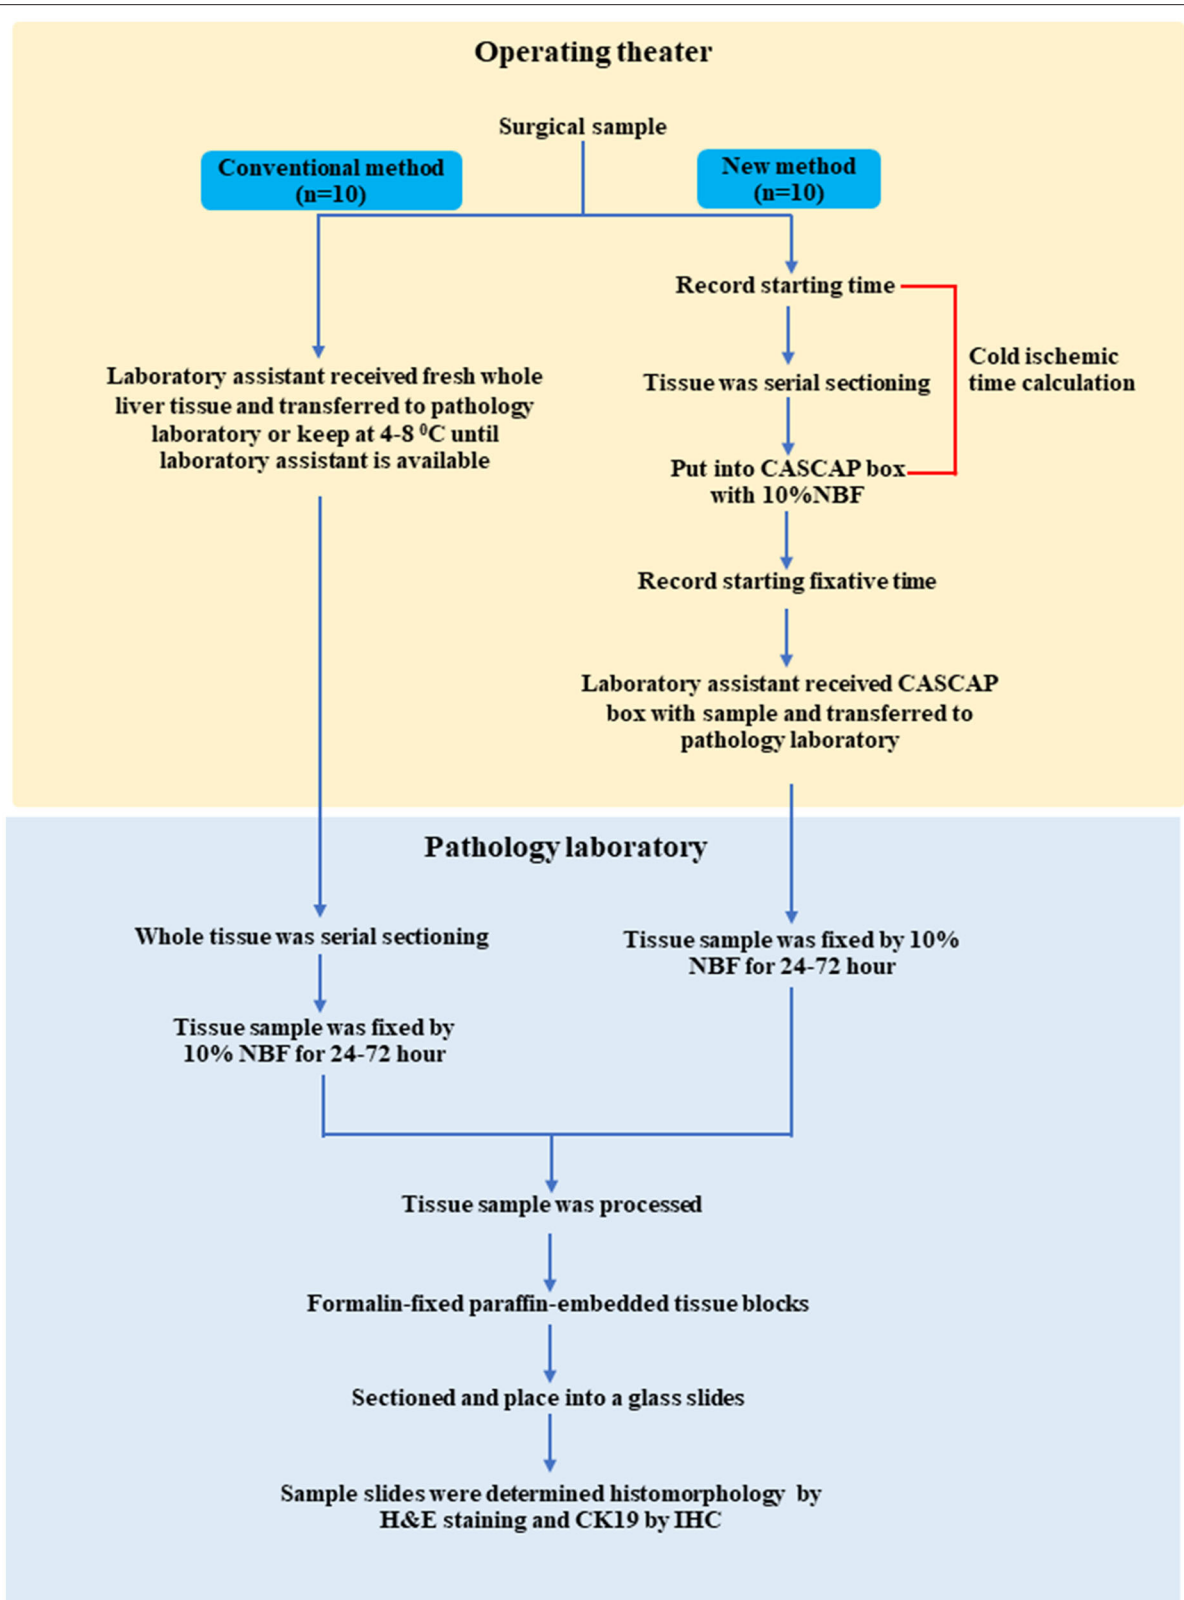 Operating theater
Surgical sample
Conventional method
(n=10)
New method
(n=10)
Laboratory assistant received fresh whole
liver tissue and transferred to pathology
laboratory or keep at 4-8 ⁰C until
laboratory assistant is available
Record starting time
Tissue was serial sectioning
Put into CASCAP box
with 10%NBF
Cold ischemic
time calculation
Record starting fixative time
Laboratory assistant received CASCAP
box with sample and transferred to
pathology laboratory
Pathology laboratory
Whole tissue was serial sectioning
Tissue sample was fixed by
10% NBF for 24-72 hour
Tissue sample was fixed by 10%
NBF for 24-72 hour
Tissue sample was processed
Formalin-fixed paraffin-embedded tissue blocks
Sectioned and place into a glass slides
Sample slides were determined histomorphology by
H&E staining and CK19 by IHC